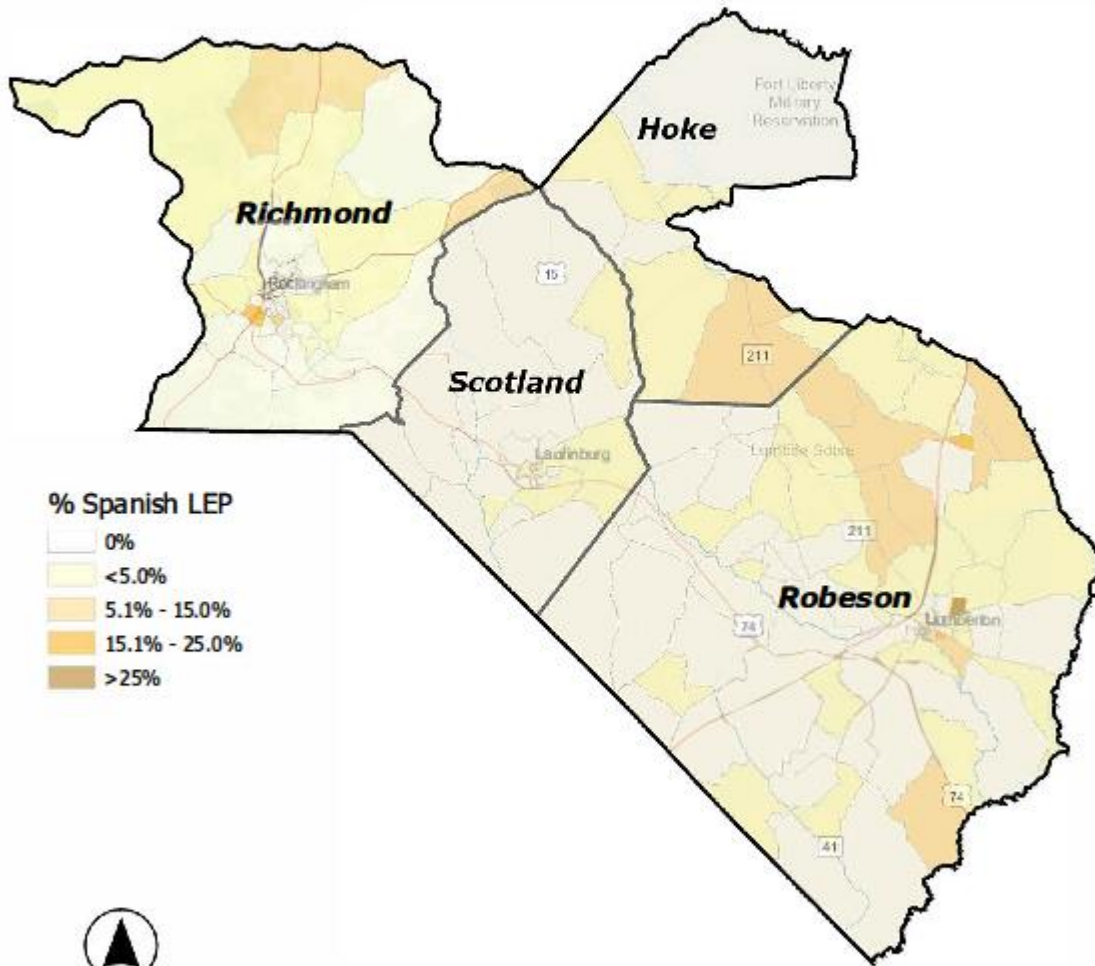 Fort Liberty
Military
Reservation
Hoke
Richmond
15
Rockingham
211
Scotland
Laurinburg
% Spanish LEP
0%
<5.0%
5.1% - 15.0%
15.1% - 25.0%
>25%
211
Robeson
74
Lumberton
74
41